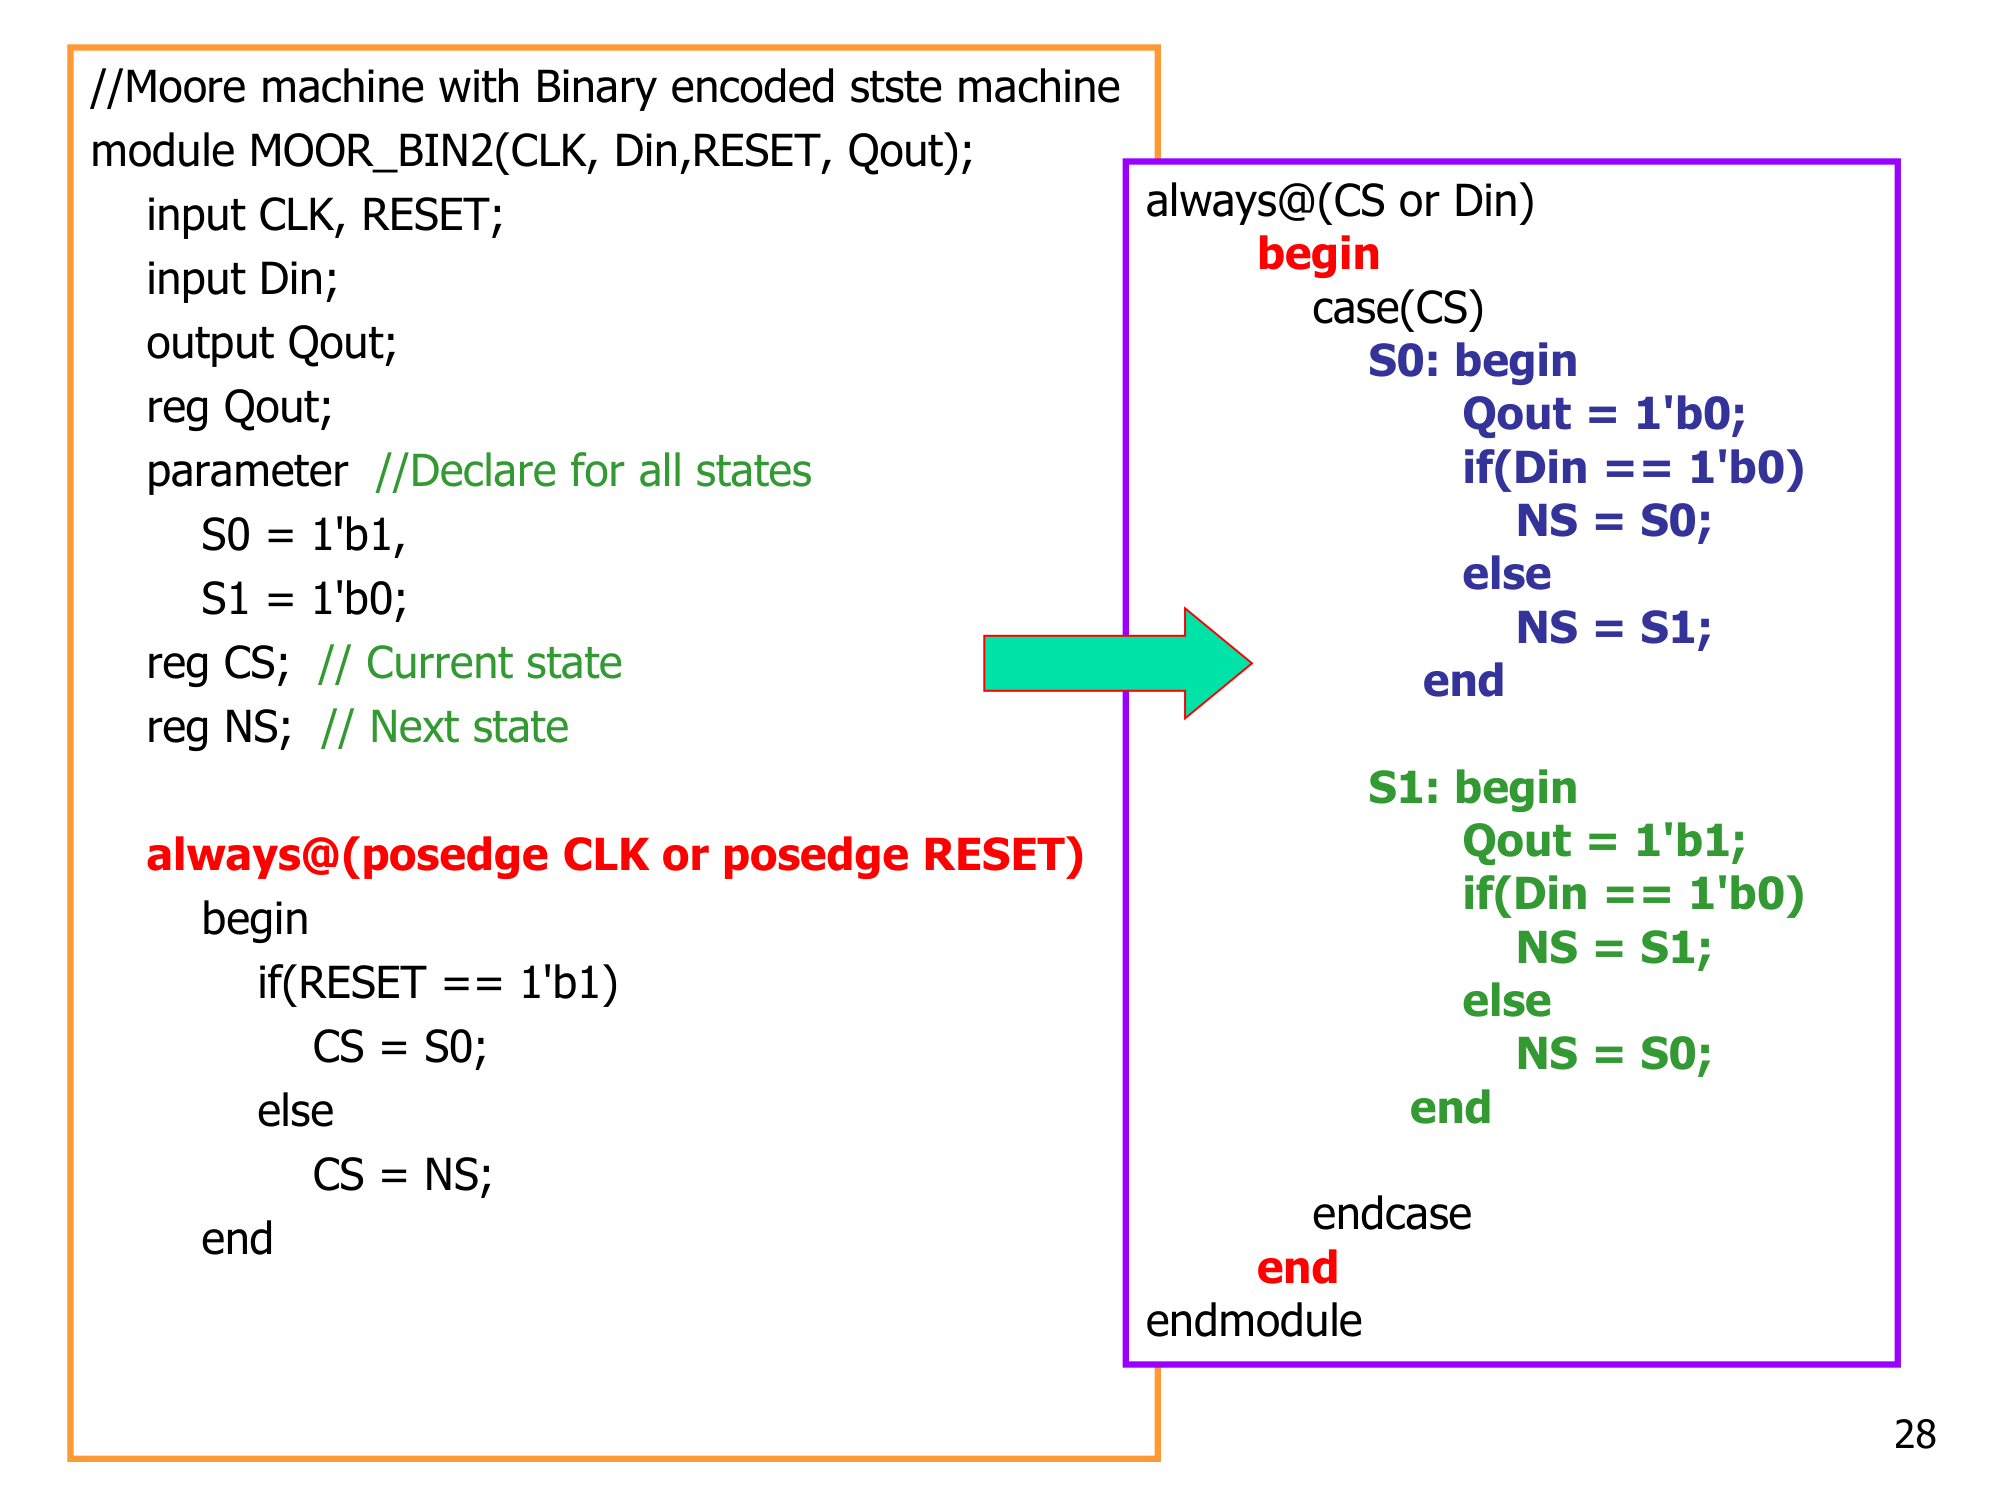 //Moore machine with Binary encoded stste machine
module MOOR_BIN2(CLK, Din,RESET, Qout);
input CLK, RESET;
input Din;
output Qout;
reg Qout;
parameter  //Declare for all states
S0 = 1'b1,
S1 = 1'b0;
reg CS;  // Current state
reg NS;  // Next state
always@(posedge CLK or posedge RESET)
begin
if(RESET == 1'b1)
CS = S0;
else
CS = NS;
end
always@(CS or Din)
begin
case(CS)
S0: begin
Qout = 1'b0;
if(Din == 1'b0)
NS = S0;
else
NS = S1;
end
S1: begin
Qout = 1'b1;
if(Din == 1'b0)
NS = S1;
else
NS = S0;
end
endcase
end
endmodule
28